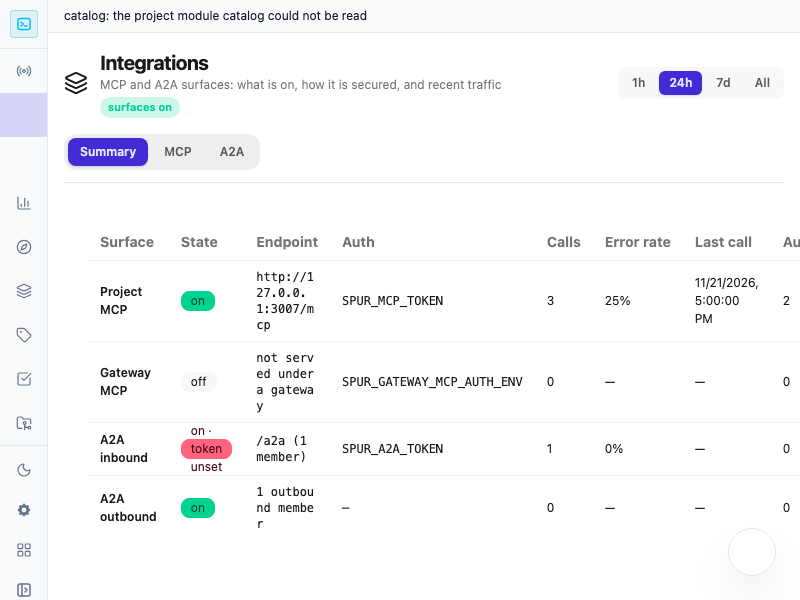 catalog: the project module catalog could not be read
Integrations
MCP and A2A surfaces: what is on, how it is secured, and recent traffic
surfaces on
1h 24h 7d All
Summary MCP A2A
Surface State Endpoint Auth Calls Error rate Last call Au
Project
MCP
on
http://1
27.0.0.
1:3007/m
cp
SPUR_MCP_TOKEN
3
25%
11/21/2026,
5:00:00
PM
2
Gateway
MCP
off
not serv
ed under
a gatewa
y
SPUR_GATEWAY_MCP_AUTH_ENV
0
—
—
0
A2A
inbound
on ·
token
unset
/a2a (1
member)
SPUR_A2A_TOKEN
1
0%
—
0
A2A
outbound
on
1 outbou
nd membe
r
—
0
—
—
0